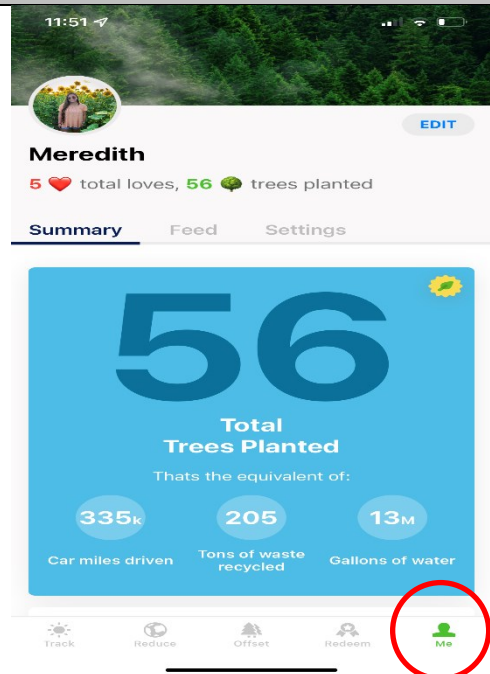 11:51
EDIT
Meredith
5 ❤️ total loves, 56 🌳 trees planted
Summary Feed Settings
56
Total
Trees Planted
Thats the equivalent of:
335k 205 13M
Car miles driven Tons of waste recycled Gallons of water
Track Reduce Offset Redeem Me